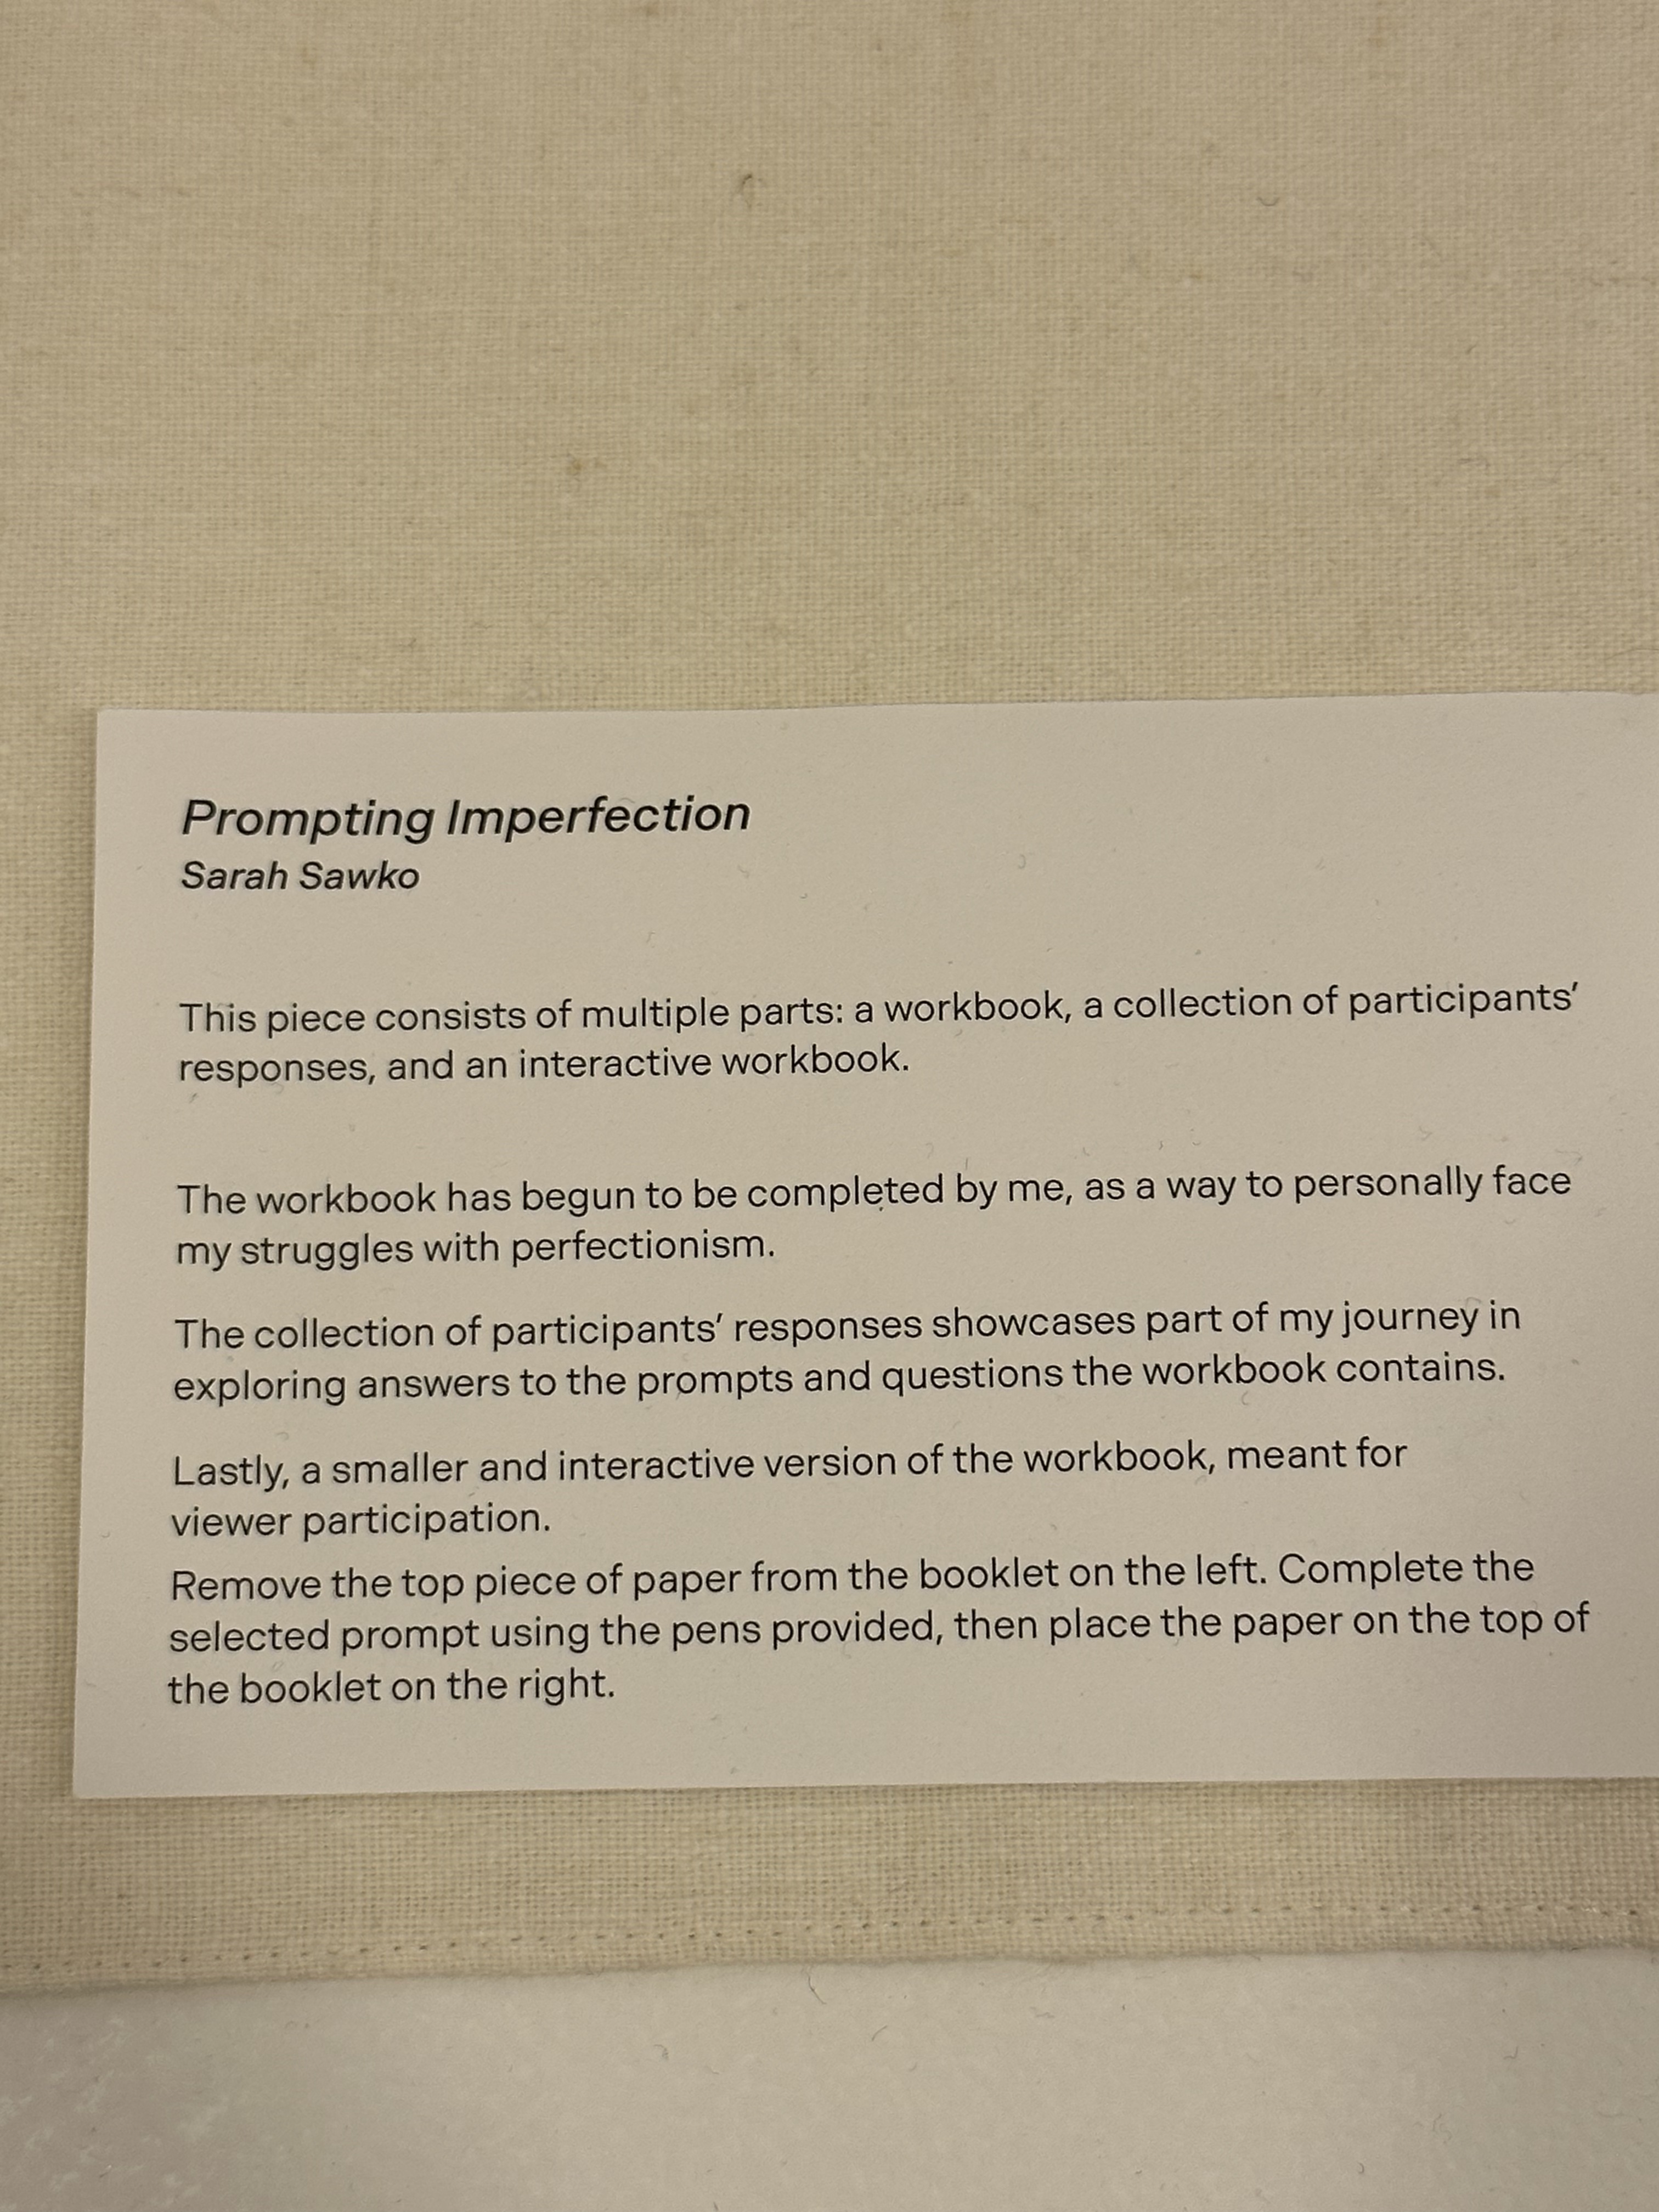 Prompting Imperfection
Sarah Sawko
This piece consists of multiple parts: a workbook, a collection of participants’
responses, and an interactive workbook.
The workbook has begun to be completed by me, as a way to personally face
my struggles with perfectionism.
The collection of participants’ responses showcases part of my journey in
exploring answers to the prompts and questions the workbook contains.
Lastly, a smaller and interactive version of the workbook, meant for
viewer participation.
Remove the top piece of paper from the booklet on the left. Complete the
selected prompt using the pens provided, then place the paper on the top of
the booklet on the right.